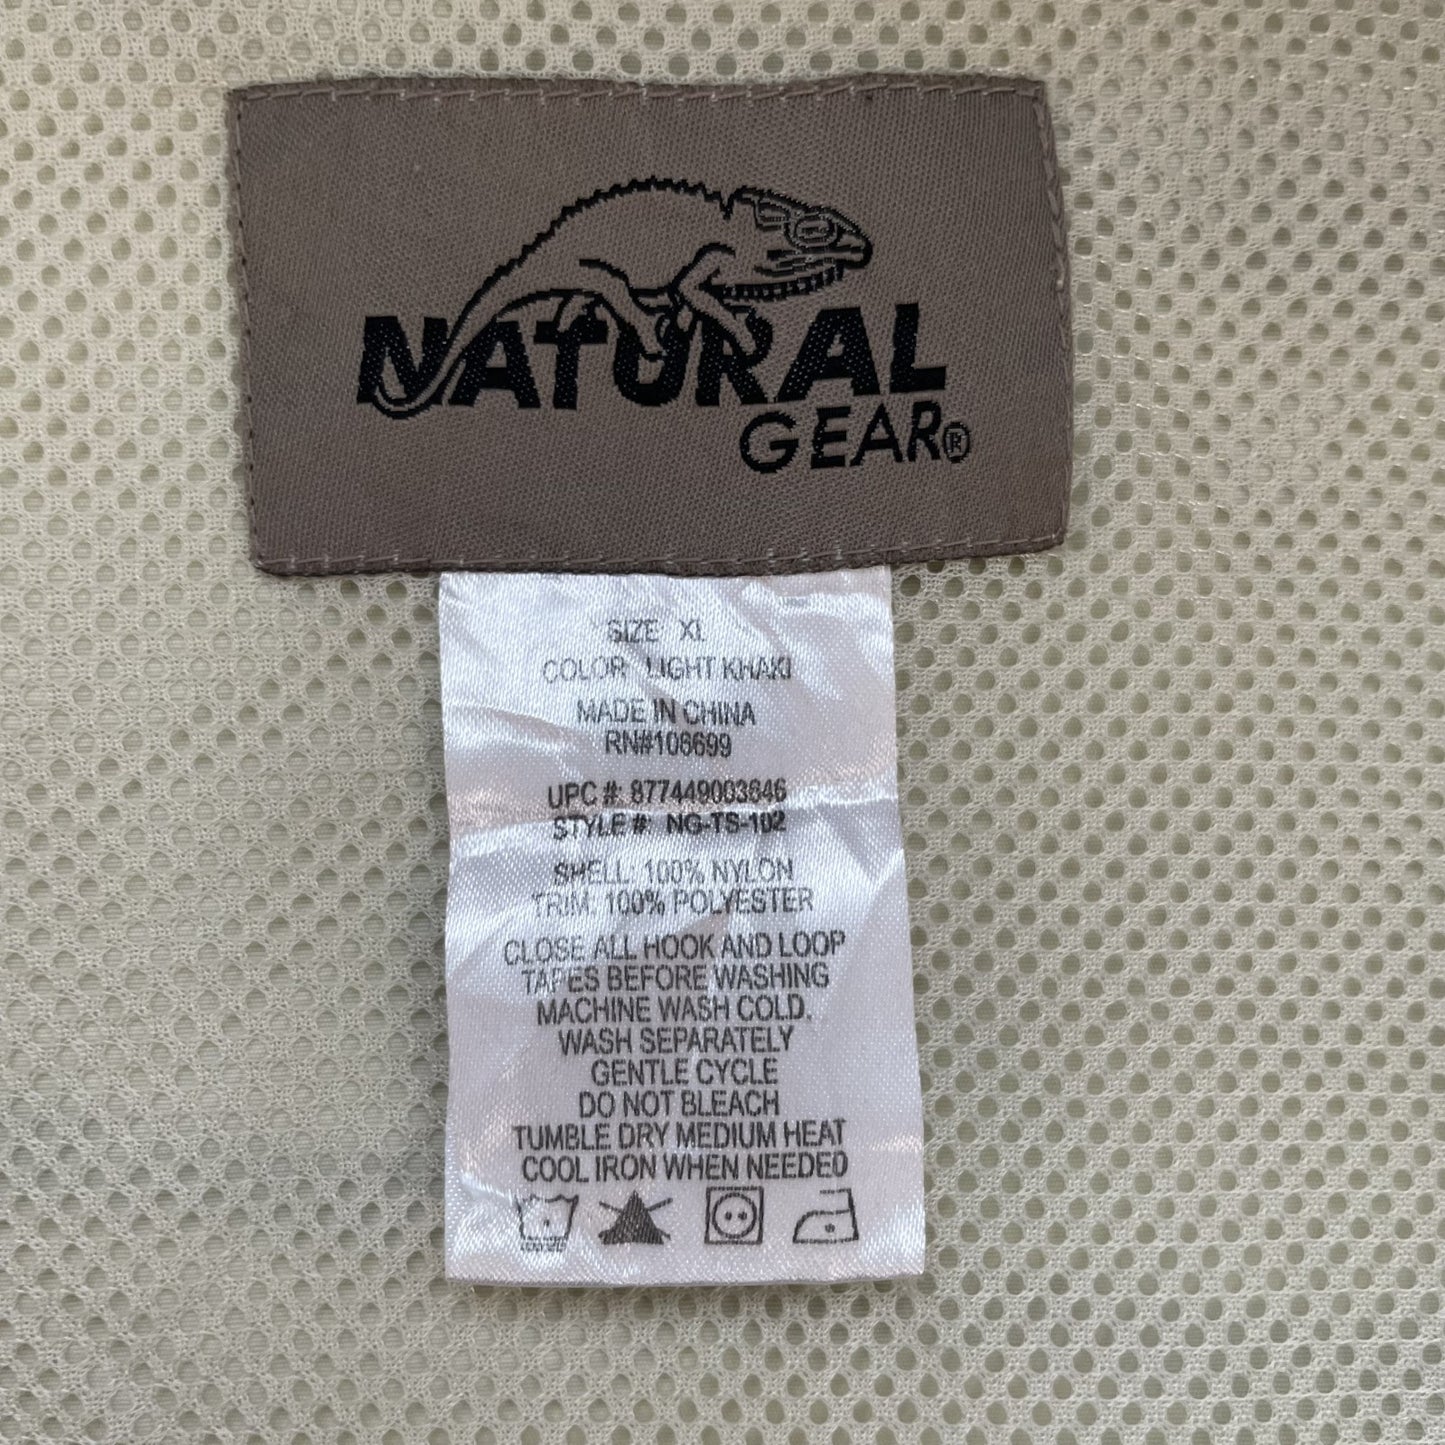 NATURAL
GEAR®
SIZE XL
COLOR LIGHT KHAKI
MADE IN CHINA
RN#106699
UPC #: 877449003846
STYLE #: NG-TS-102
SHELL: 100% NYLON
TRIM: 100% POLYESTER
CLOSE ALL HOOK AND LOOP
TAPES BEFORE WASHING
MACHINE WASH COLD.
WASH SEPARATELY
GENTLE CYCLE
DO NOT BLEACH
TUMBLE DRY MEDIUM HEAT
COOL IRON WHEN NEEDED